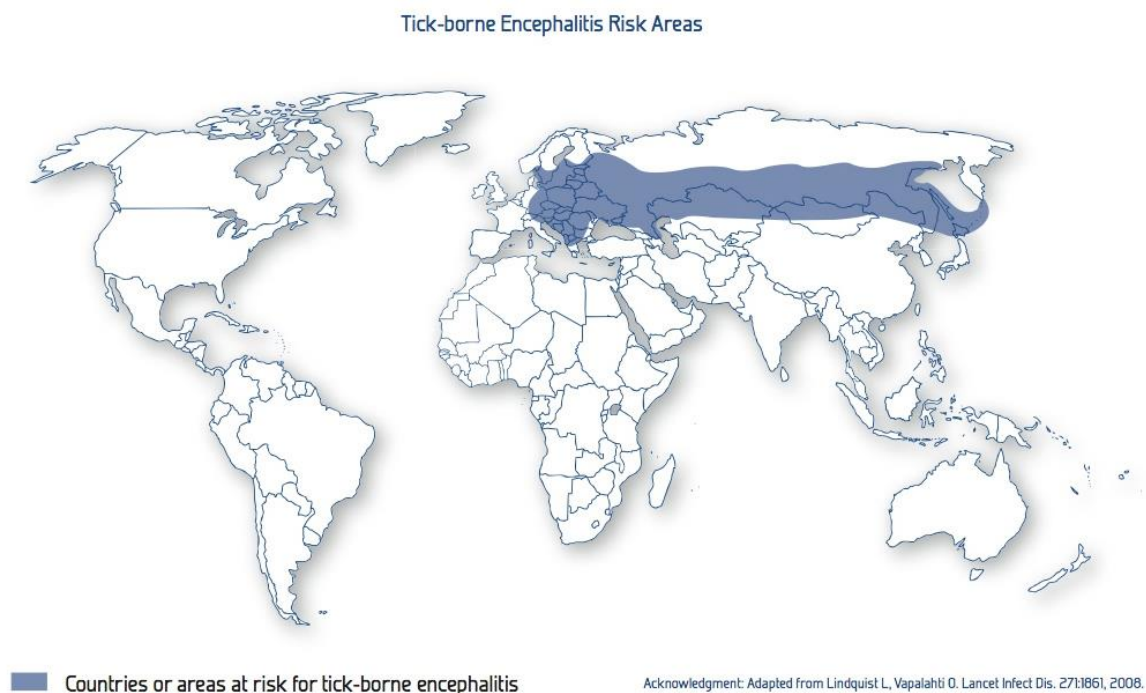 Tick-borne Encephalitis Risk Areas
Countries or areas at risk for tick-borne encephalitis
Acknowledgment: Adapted from Lindquist L, Vapalahti O. Lancet Infect Dis. 271:1861, 2008